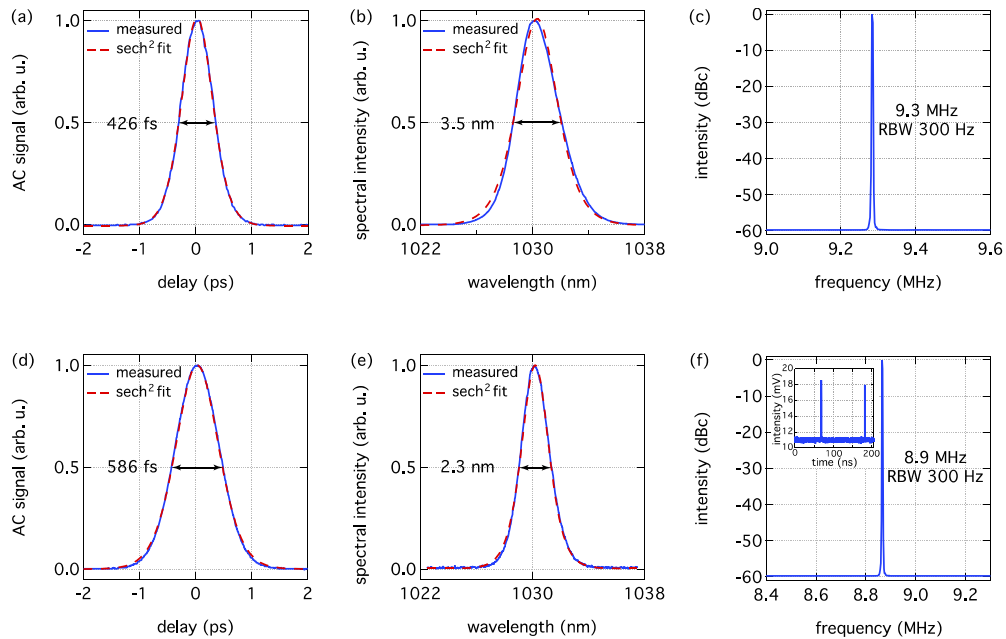 (a)
measured
sech² fit
AC signal (arb. u.)
1.0
0.5
0.0
426 fs
-2
-1
0
1
2
delay (ps)
(b)
measured
sech² fit
spectral intensity (arb. u.)
1.0
0.5
0.0
3.5 nm
1022
1030
1038
wavelength (nm)
(c)
intensity (dBc)
0
-10
-20
-30
-40
-50
-60
9.3 MHz
RBW 300 Hz
9.0
9.2
9.4
9.6
frequency (MHz)
(d)
measured
sech² fit
AC signal (arb. u.)
1.0
0.5
0.0
586 fs
-2
-1
0
1
2
delay (ps)
(e)
measured
sech² fit
spectral intensity (arb. u.)
1.0
0.5
0.0
2.3 nm
1022
1030
1038
wavelength (nm)
(f)
intensity (dBc)
0
-10
-20
-30
-40
-50
-60
intensity (mV)
20
18
16
14
12
10
0
100
200
time (ns)
8.9 MHz
RBW 300 Hz
8.4
8.6
8.8
9.0
9.2
frequency (MHz)